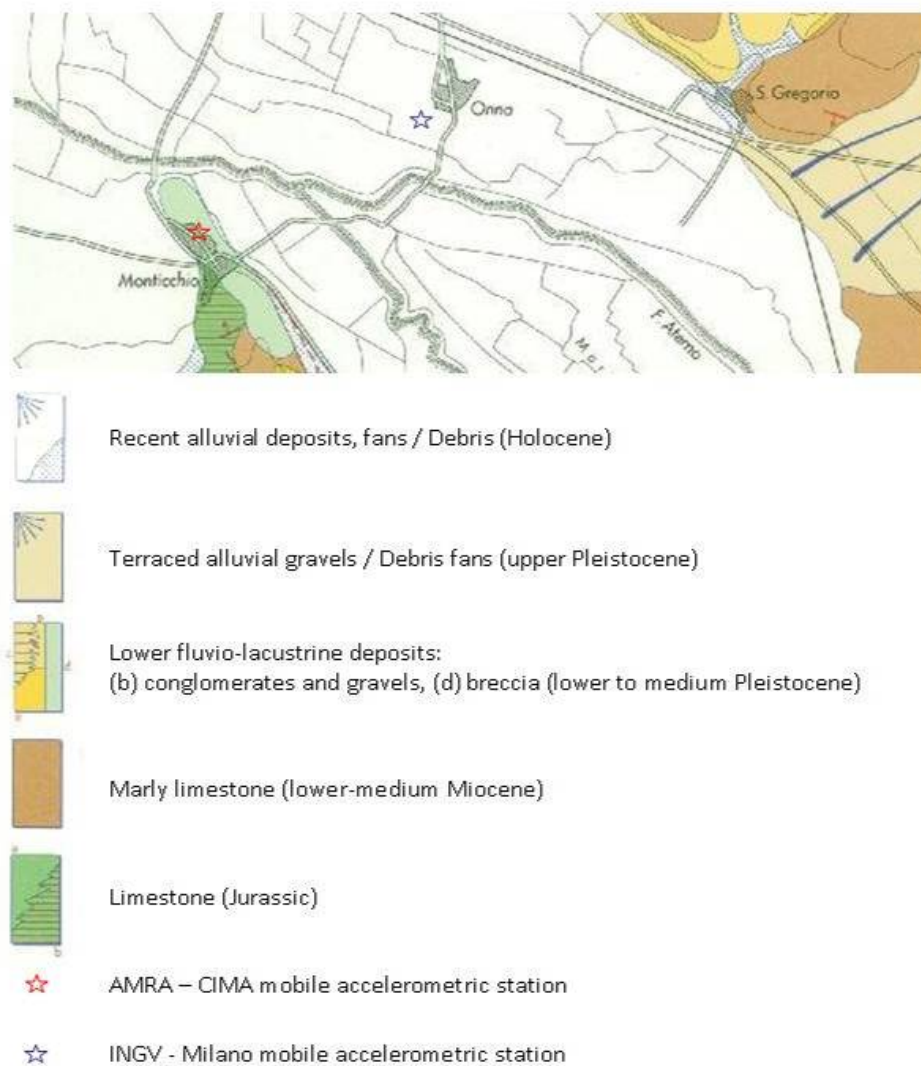 Onna
S. Gregorio
Monticchio
F. Aterno
Recent alluvial deposits, fans / Debris (Holocene)
Terraced alluvial gravels / Debris fans (upper Pleistocene)
Lower fluvio-lacustrine deposits:
(b) conglomerates and gravels, (d) breccia (lower to medium Pleistocene)
Marly limestone (lower-medium Miocene)
Limestone (Jurassic)
AMRA – CIMA mobile accelerometric station
INGV - Milano mobile accelerometric station